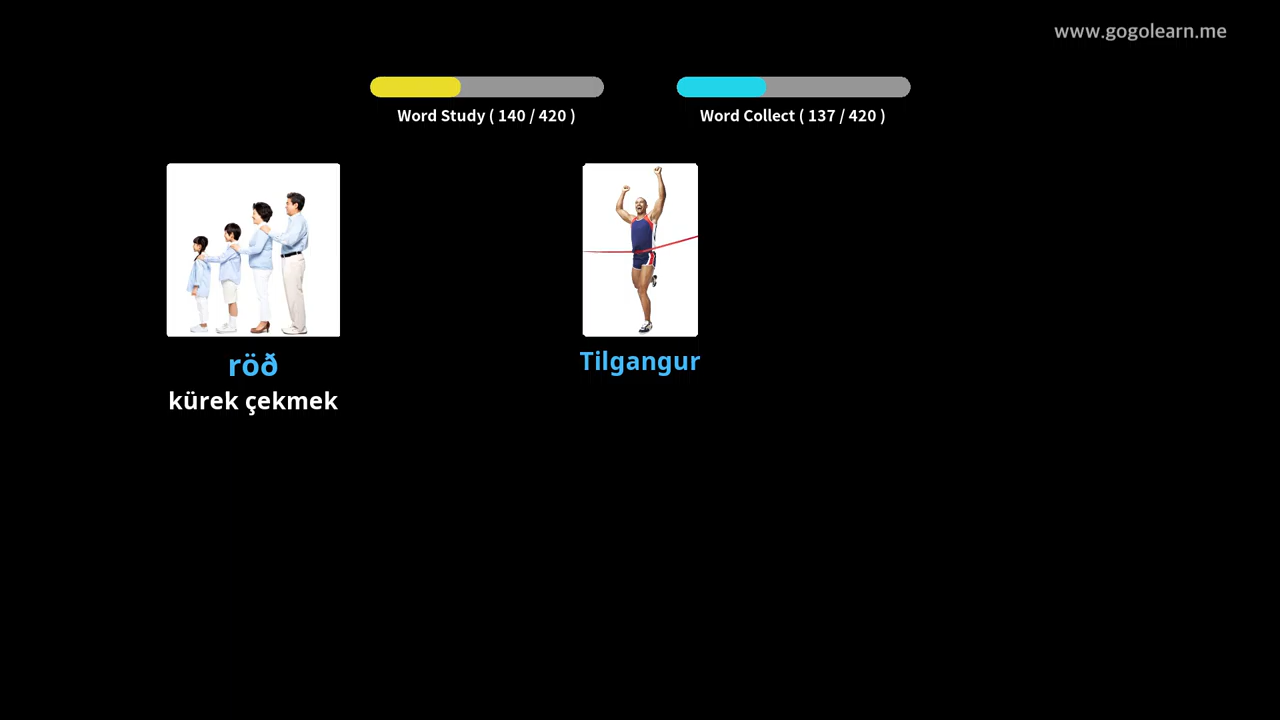 www.gogolearn.me
Word Study ( 140 / 420 )
Word Collect ( 137 / 420 )
röð
kürek çekmek
Tilgangur